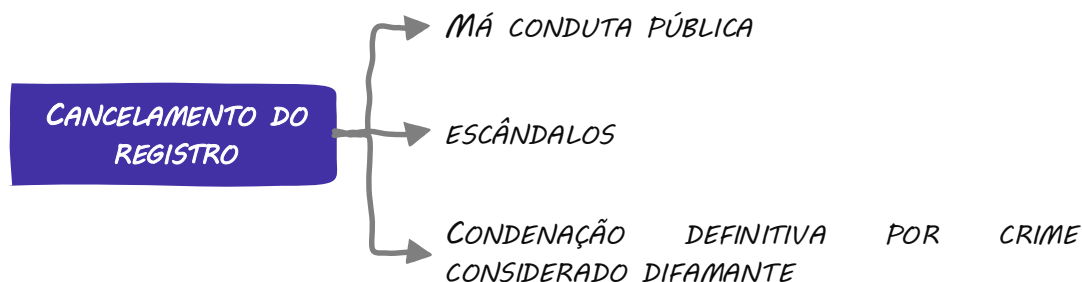 MÁ CONDUTA PÚBLICA
CANCELAMENTO DO
REGISTRO
ESCÂNDALOS
CONDENAÇÃO DEFINITIVA POR CRIME
CONSIDERADO DIFAMANTE